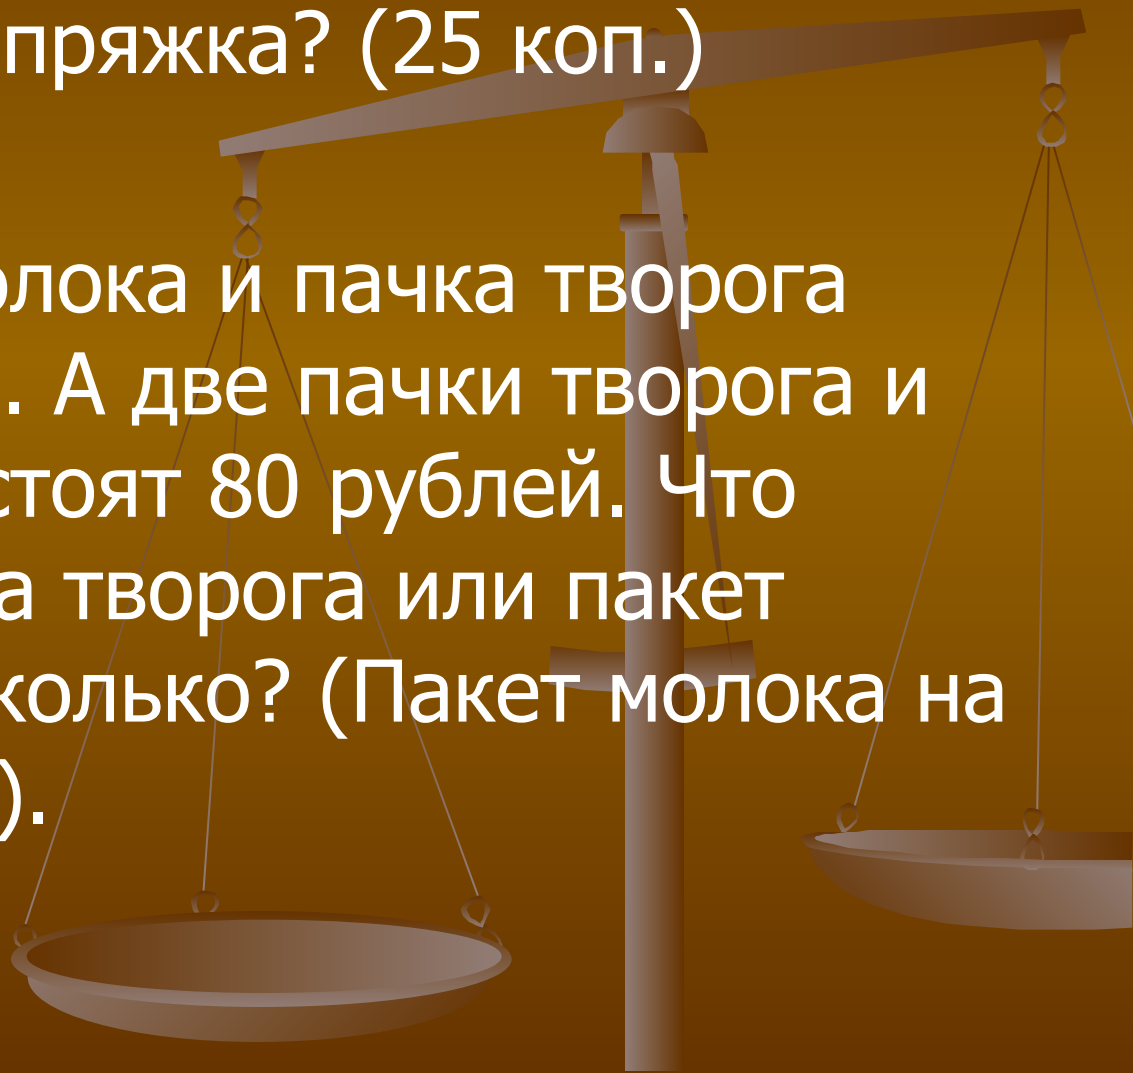 пряжка? (25 коп.)
олока и пачка творога
. А две пачки творога и
стоят 80 рублей. Что
а творога или пакет
колько? (Пакет молока на
).